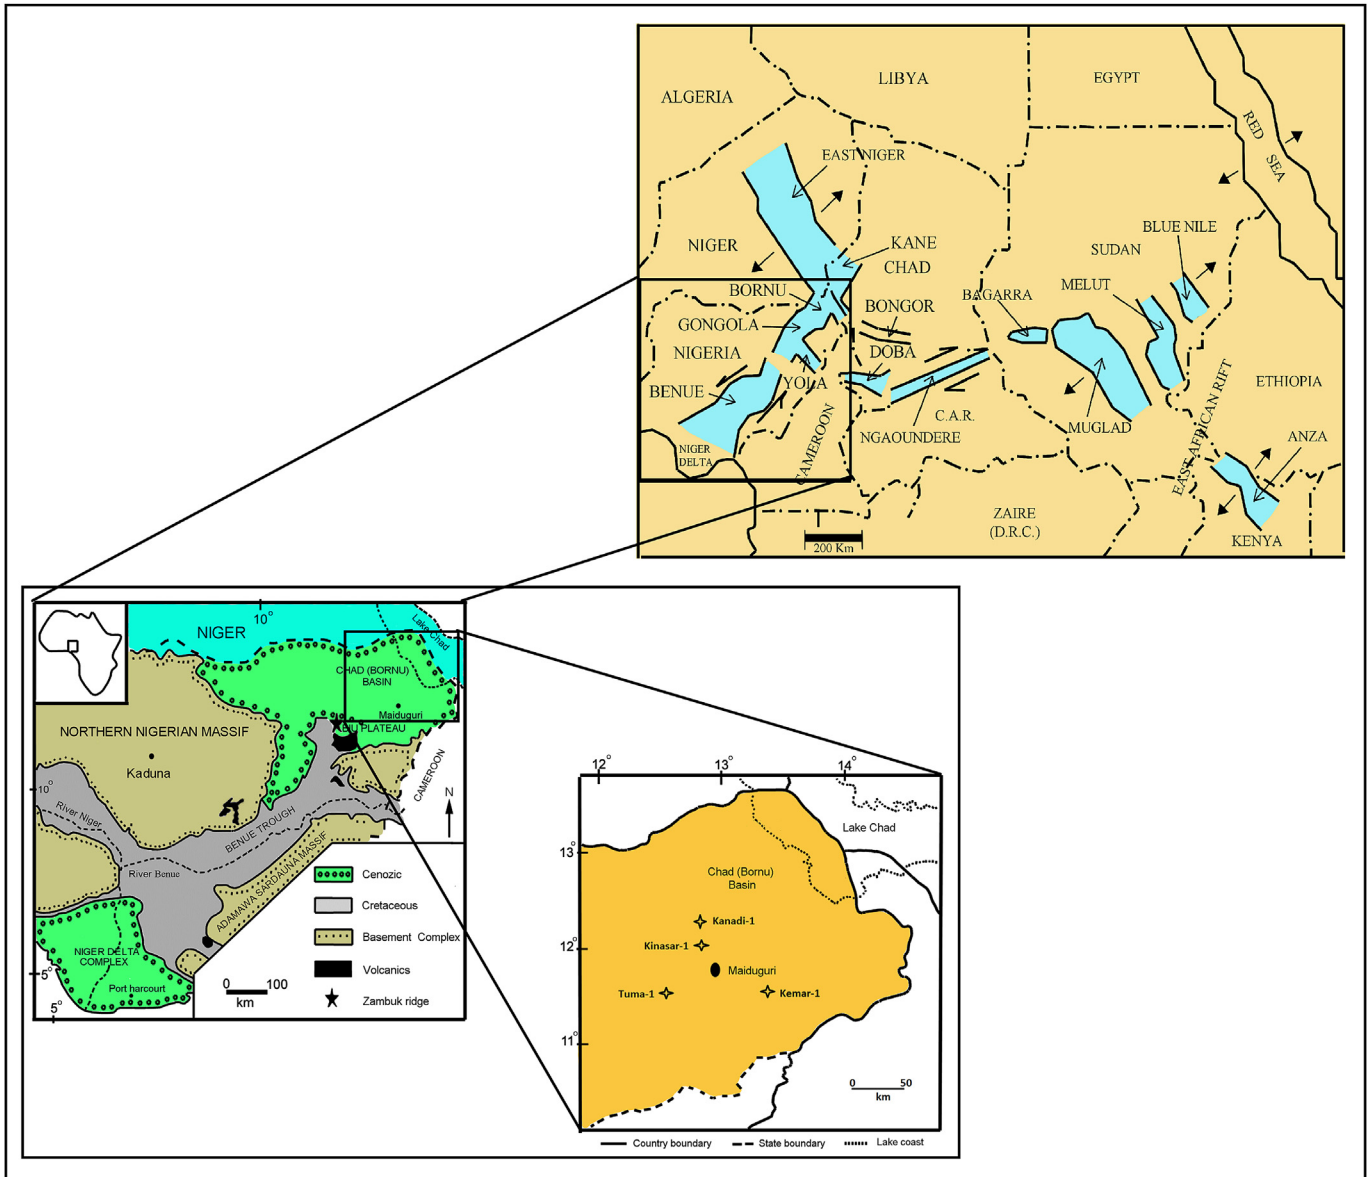 ALGERIA
LIBYA
EGYPT
RED
SEA
EAST NIGER
NIGER
KANE
CHAD
SUDAN
BLUE NILE
BORNU
BONGOR
BAGARRA
MELUT
GONGOLA
NIGERIA
DOBA
YOLA
BENUE
ETHIOPIA
EAST AFRICAN RIFT
C.A.R.
NGAOUNDERE
MUGLAD
CAMEROON
NIGER
DELTA
ANZA
KENYA
ZAIRE
(D.R.C.)
200 Km
10°
NIGER
Lake Chad
CHAD (BORNU)
BASIN
Maiduguri
BIU PLATEAU
NORTHERN NIGERIAN MASSIF
Kaduna
CAMEROON
N
10°
River Niger
BENUE TROUGH
River Benue
ADAMAWA SARDAUNA MASSIF
NIGER DELTA
COMPLEX
Port harcourt
5°
5°
0 100
km
Cenozic
Cretaceous
Basement Complex
Volcanics
Zambuk ridge
12°
13°
14°
13°
12°
11°
Lake Chad
Chad (Bornu)
Basin
Kanadi-1
Kinasar-1
Maiduguri
Tuma-1
Kemar-1
0 50
km
Country boundary
State boundary
Lake coast